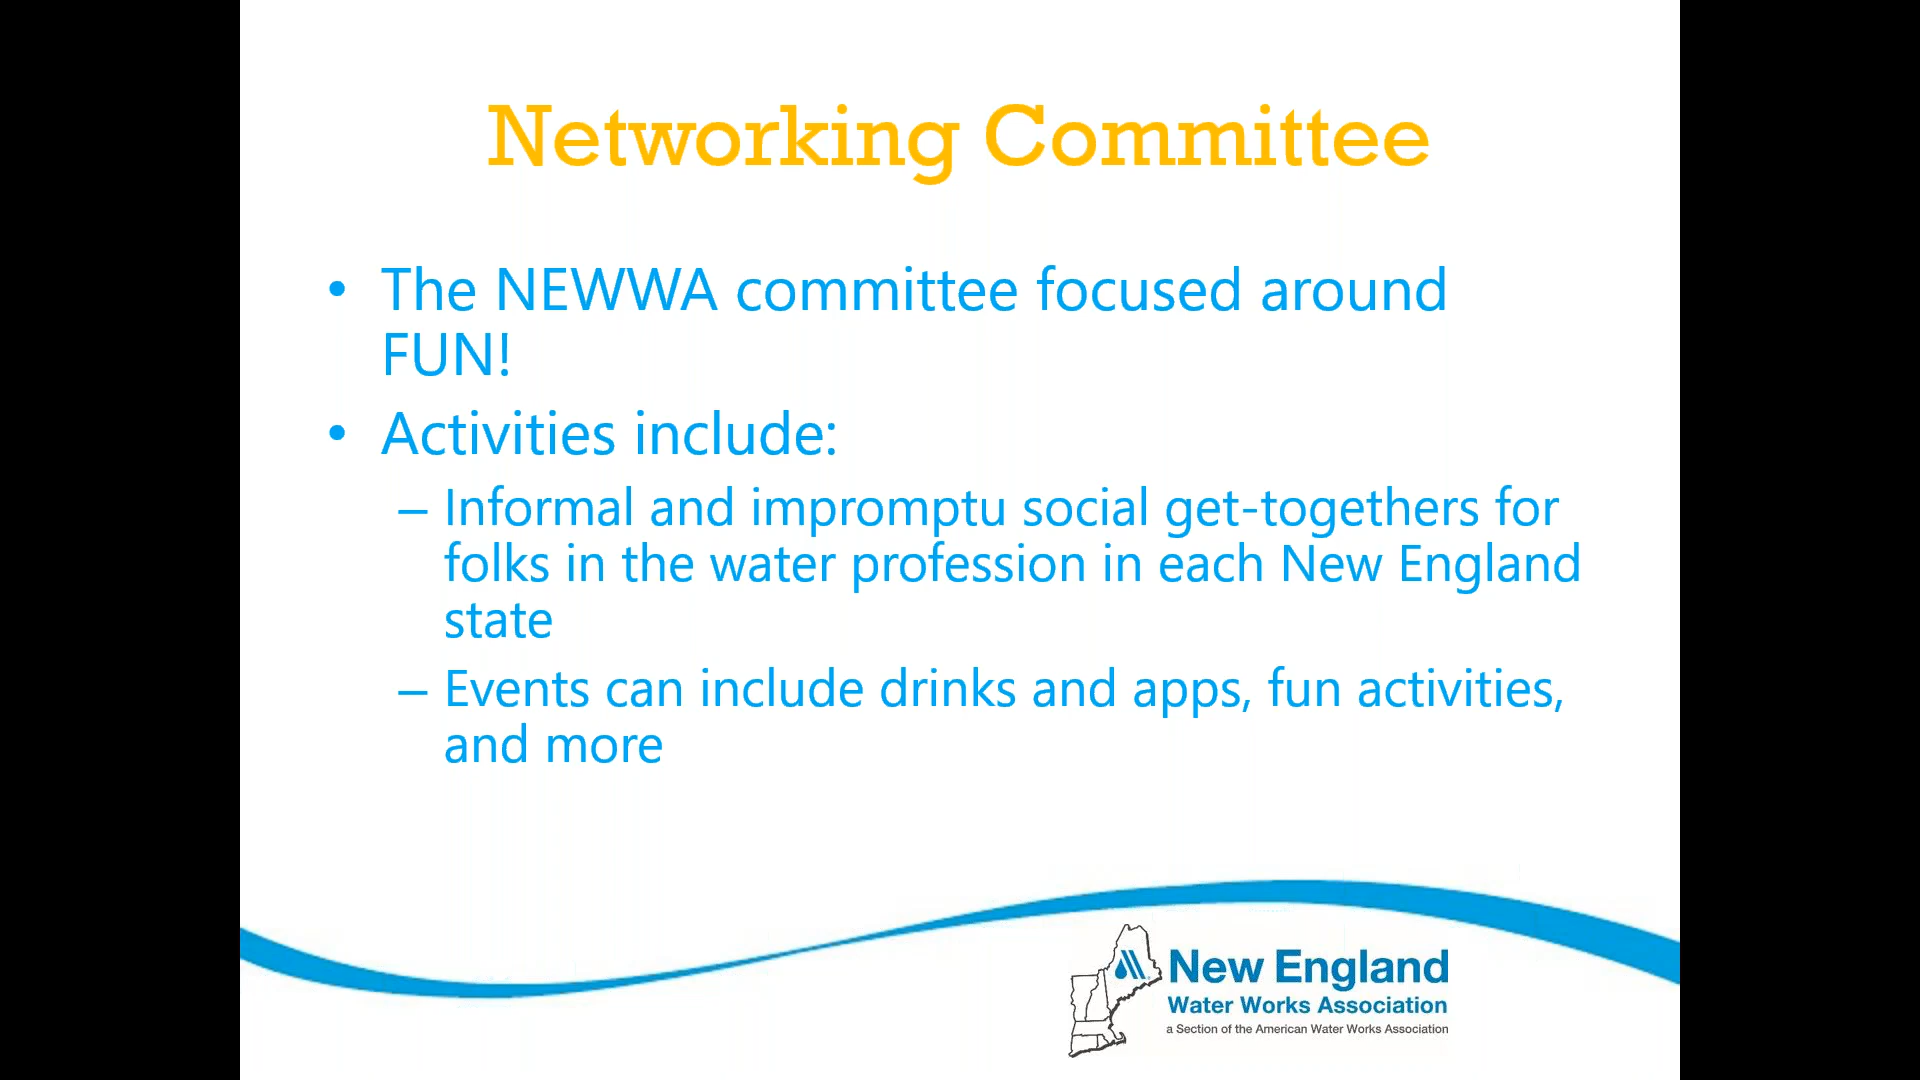 Networking Committee
• The NEWWA committee focused around
FUN!
• Activities include:
– Informal and impromptu social get-togethers for
folks in the water profession in each New England
state
– Events can include drinks and apps, fun activities,
and more
New England
Water Works Association
a Section of the American Water Works Association